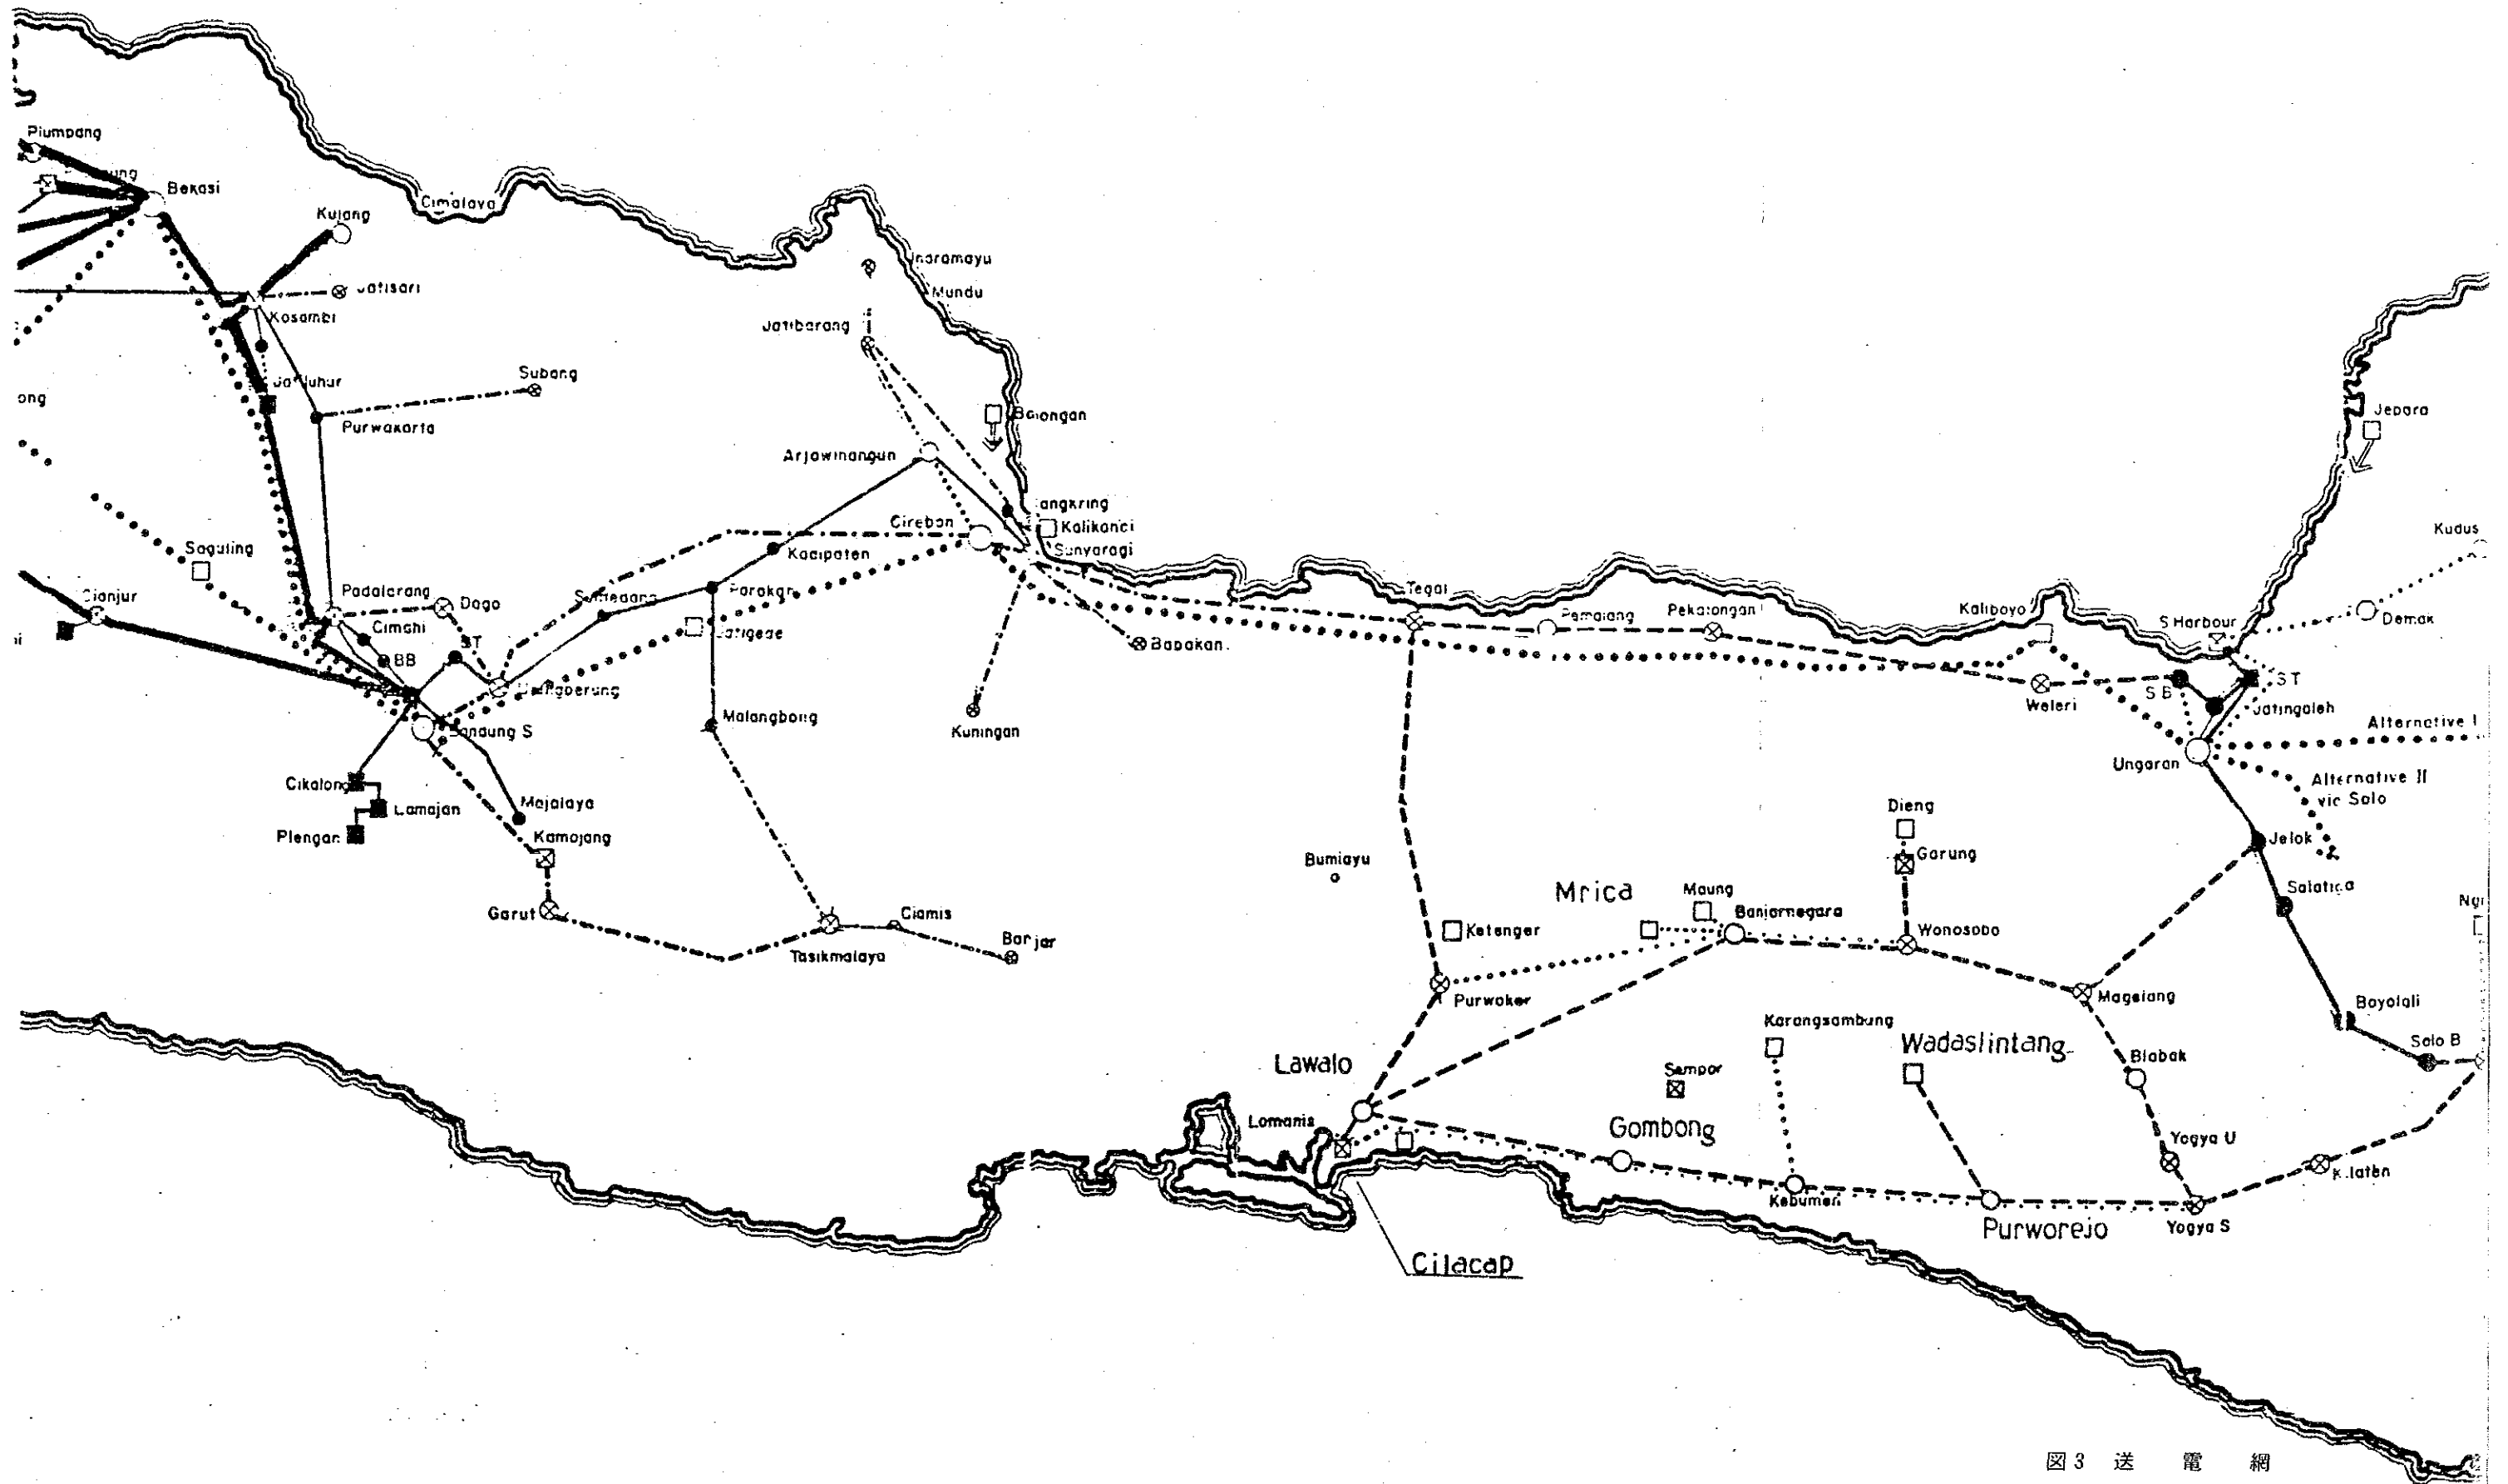 Bekasi
Cimalaya
Jatisari
Kosambi
Indramayu
Mundu
Jatibarang
Subang
ong
Purwakarta
Balongan
Jepara
Arjawinangun
angkring
Cirebon
Kalikanci
Sunyaragi
Kudus
Saguling
Kadipaten
Padalarang
Dago
Parakan
Tegal
Pemalang
Pekalongan
Kaliboyo
S Harbour
Demak
Cimahi
Jatigede
Babakan
BB
ST
ST
SB
Weleri
Jatingaleh
Malangbong
Kuningan
Bandung S
Alternative I
Ungaran
Alternative II
via Solo
Cikalong
Lamajan
Majalaya
Plengan
Kamojang
Dieng
Jelok
Garung
Bumiayu
Mrica
Maung
Salatiga
Garut
Ciamis
Banjarnegara
Ketenger
Wonosobo
Banjar
Tasikmalaya
Purwoker
Magelang
Boyolali
Karangsambung
Wadaslintang
Solo B
Blabak
Lawalo
Sampor
Lomanis
Gombong
Yogya U
Klaten
Kebumen
Purworejo
Yogya S
Cilacap
図3 送電網